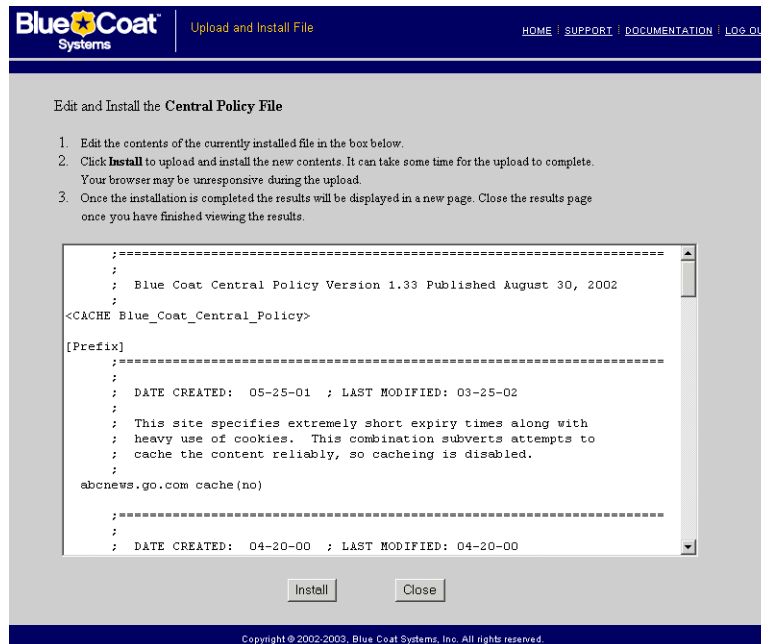 Blue Coat™
Systems
Upload and Install File
HOME | SUPPORT | DOCUMENTATION | LOG OU
Edit and Install the Central Policy File
1. Edit the contents of the currently installed file in the box below.
2. Click Install to upload and install the new contents. It can take some time for the upload to complete.
Your browser may be unresponsive during the upload.
3. Once the installation is completed the results will be displayed in a new page. Close the results page
once you have finished viewing the results.
;=================================================================
;
; Blue Coat Central Policy Version 1.33 Published August 30, 2002
;
<CACHE Blue_Coat_Central_Policy>
[Prefix]
;=================================================================
;
; DATE CREATED: 05-25-01 ; LAST MODIFIED: 03-25-02
;
; This site specifies extremely short expiry times along with
; heavy use of cookies. This combination subverts attempts to
; cache the content reliably, so cacheing is disabled.
;
abcnews.go.com cache(no)
;=================================================================
;
; DATE CREATED: 04-20-00 ; LAST MODIFIED: 04-20-00
Install
Close
Copyright © 2002-2003, Blue Coat Systems, Inc. All rights reserved.